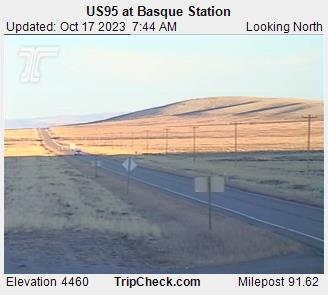 US95 at Basque Station
Updated: Oct 17 2023 7:44 AM Looking North
Elevation 4460 TripCheck.com Milepost 91.62